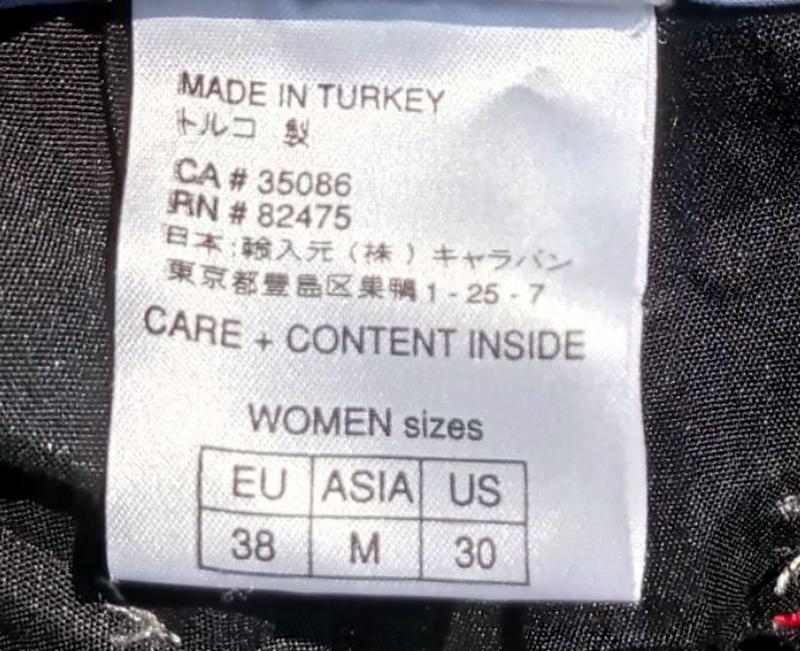 MADE IN TURKEY
トルコ 製
CA # 35086
RN # 82475
日本:輸入元 (株) キャラバン
東京都豊島区巣鴨1-25-7
CARE + CONTENT INSIDE
WOMEN sizes
EU ASIA US
38 M 30